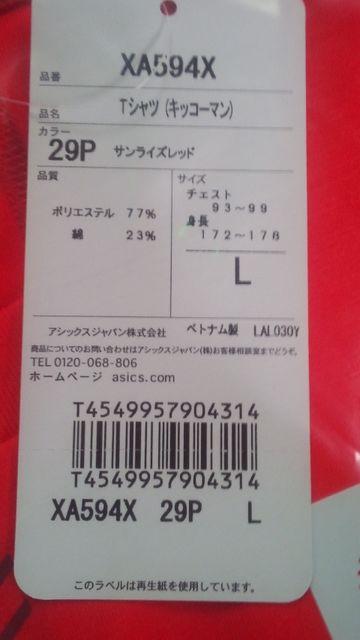 品番 XA594X
品名 Tシャツ(キッコーマン)
カラー
29P サンライズレッド
品質
ポリエステル 77%
綿 23%
サイズ
チェスト
93～99
身長
172～178
L
アシックスジャパン株式会社 ベトナム製 LAL030Y
商品についてのお問い合わせはアシックスジャパン(株)お客様相談室までどうぞ。
TEL 0120-068-806
ホームページ asics.com
T4549957904314
T4549957904314
XA594X 29P L
このラベルは再生紙を使用しています。